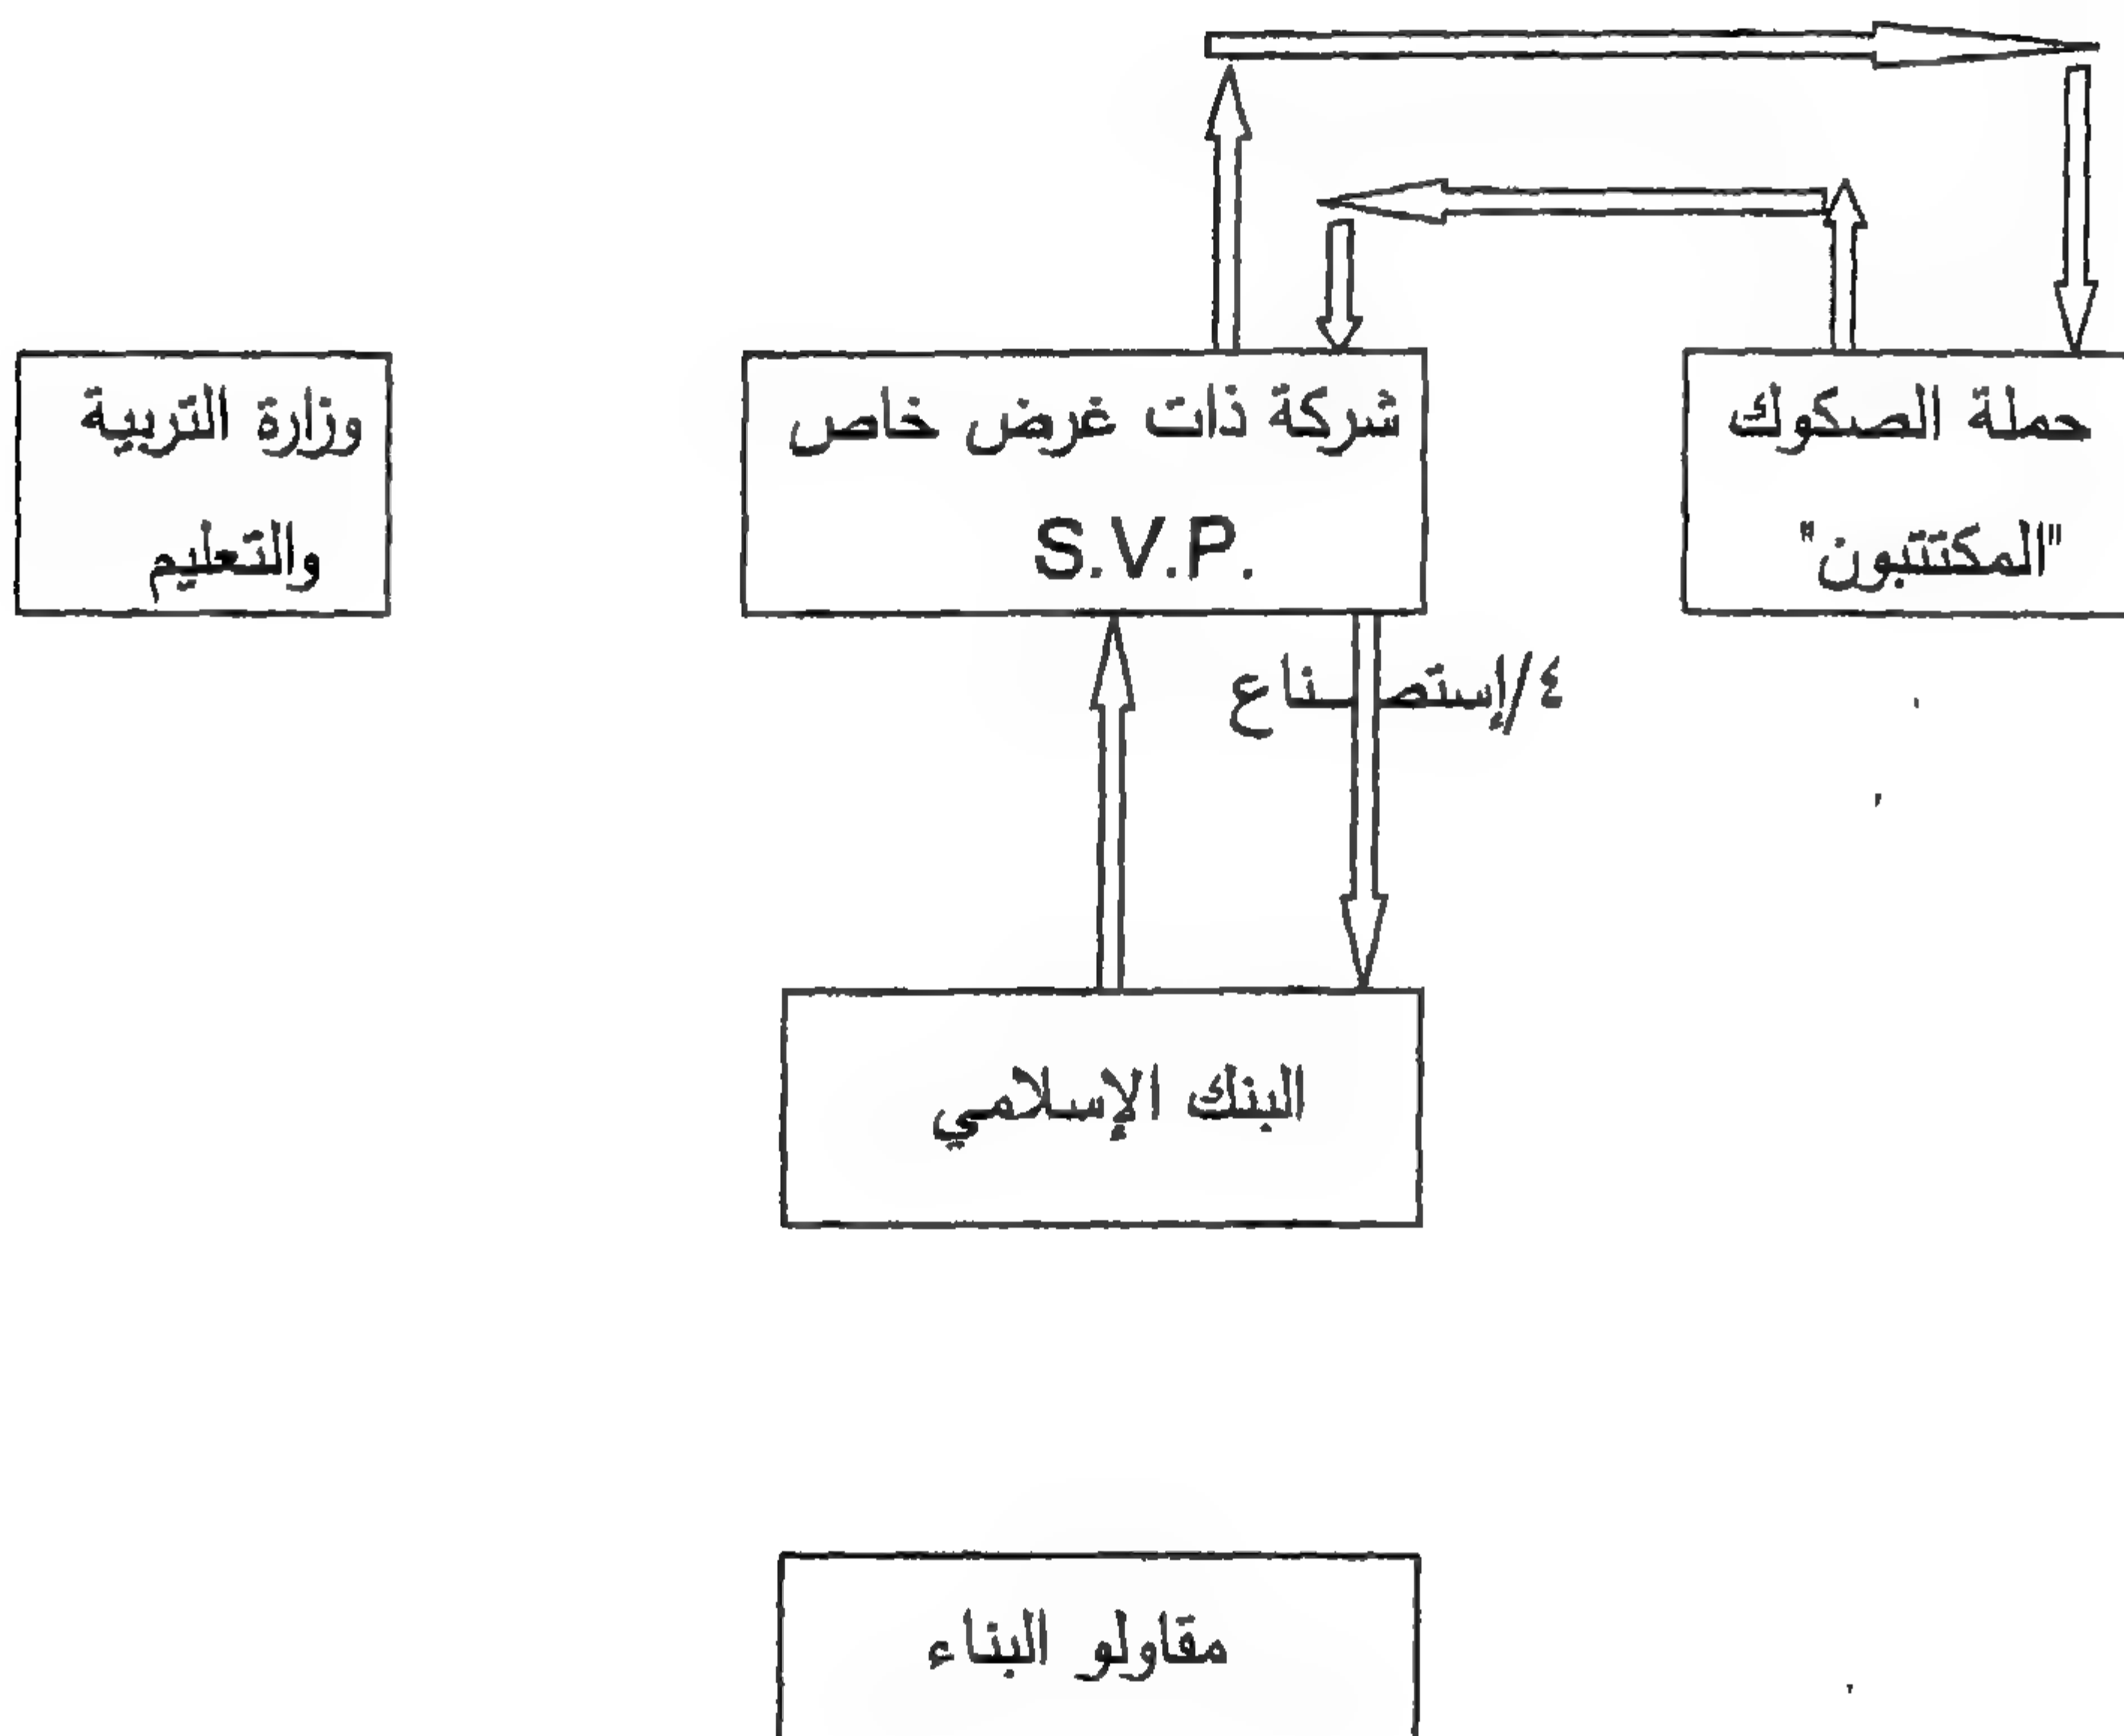 حملة الصكوك
"المكتتبون"
شركة ذات غرض خاص
S.V.P.
وزارة التربية
والتعليم
٤/إستصناع
البنك الإسلامي
مقاولو البناء